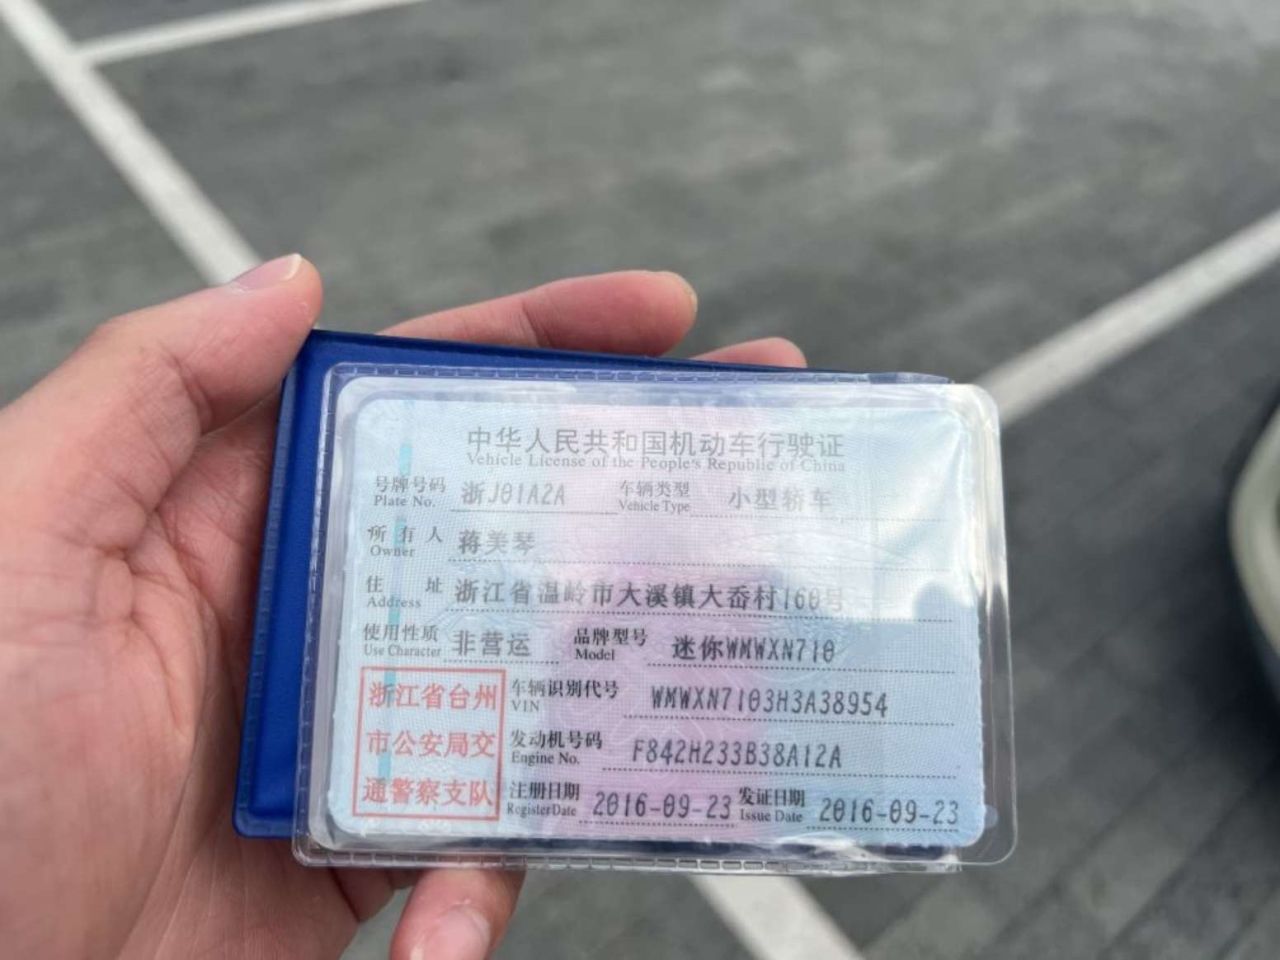 中华人民共和国机动车行驶证
Vehicle License of the People's Republic of China
号牌号码 浙J01A2A 车辆类型 小型轿车
Plate No. Vehicle Type
所有人 蒋美琴
Owner
住址 浙江省温岭市大溪镇大岙村160号
Address
使用性质 非营运 品牌型号 迷你WMWXN710
Use Character Model
浙江省台州 车辆识别代号 WMWXN7103H3A38954
VIN
市公安局交 发动机号码 F842H233B38A12A
Engine No.
通警察支队 注册日期 2016-09-23 发证日期 2016-09-23
Register Date Issue Date